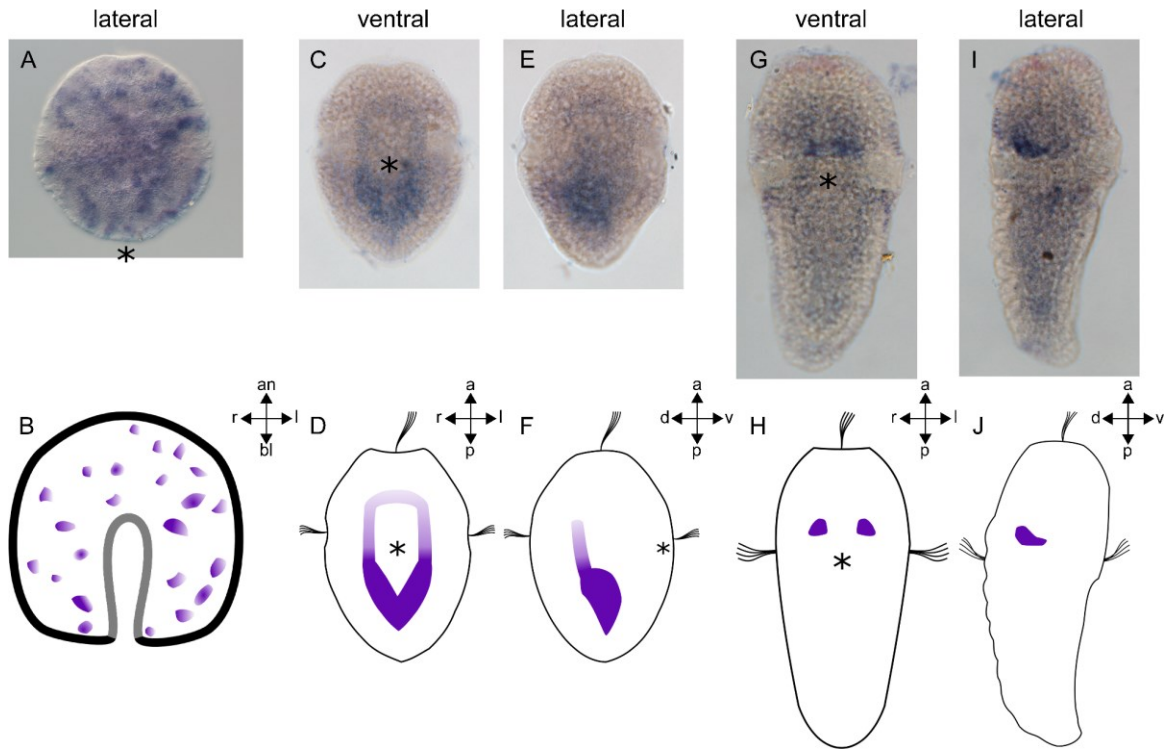 lateral ventral lateral ventral lateral
A C E G I
*
* *
*
B D F H J
an
r l
bl
a
r l
p
a
d v
p
a
r l
p
a
d v
p
* * *